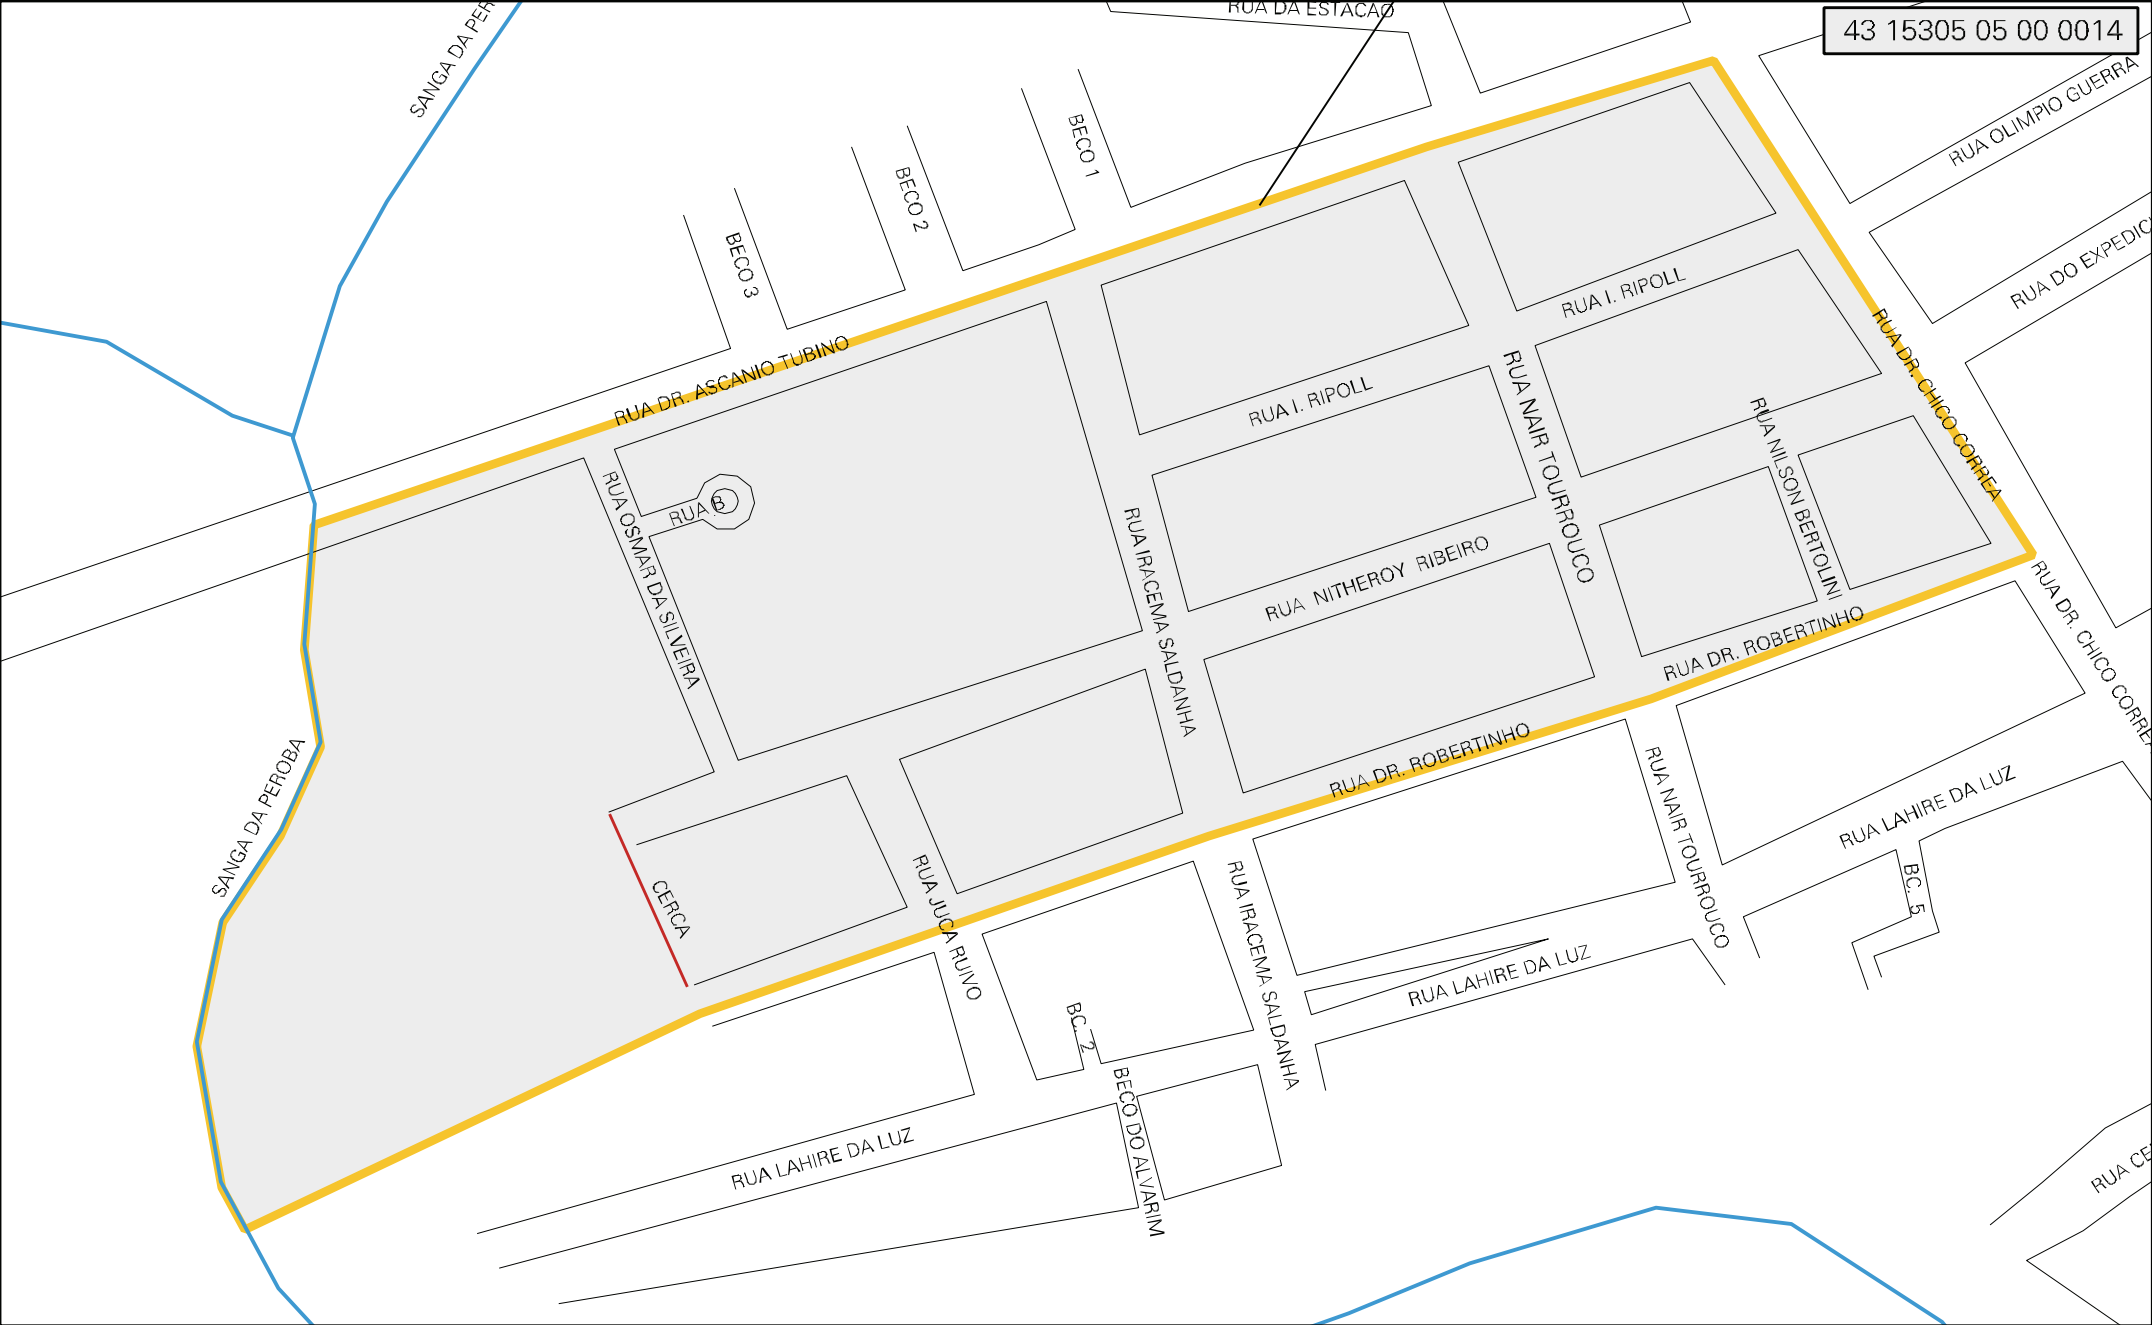 RUA DA ESTACAO
43 15305 05 00 0014
SANGA DA PER
RUA OLIMPIO GUERRA
BECO 1
BECO 2
BECO 3
RUA DO EXPEDIC
RUA I. RIPOLL
RUA DR. ASCANIO TUBINO
RUA DR. CHICO CORREA
RUA I. RIPOLL
RUA NAIR TOURROUCO
RUA NILSON BERTOLINI
RUA B
RUA OSMAR DA SILVEIRA
RUA IRACEMA SALDANHA
RUA NITHEROY RIBEIRO
RUA DR. ROBERTINHO
RUA DR. CHICO CORREA
RUA DR. ROBERTINHO
SANGA DA PEROBA
RUA NAIR TOURROUCO
RUA LAHIRE DA LUZ
CERCA
RUA JUCA RUIVO
RUA IRACEMA SALDANHA
BC. 5
RUA LAHIRE DA LUZ
BC. 2
BECO DO ALVARIM
RUA LAHIRE DA LUZ
RUA CE